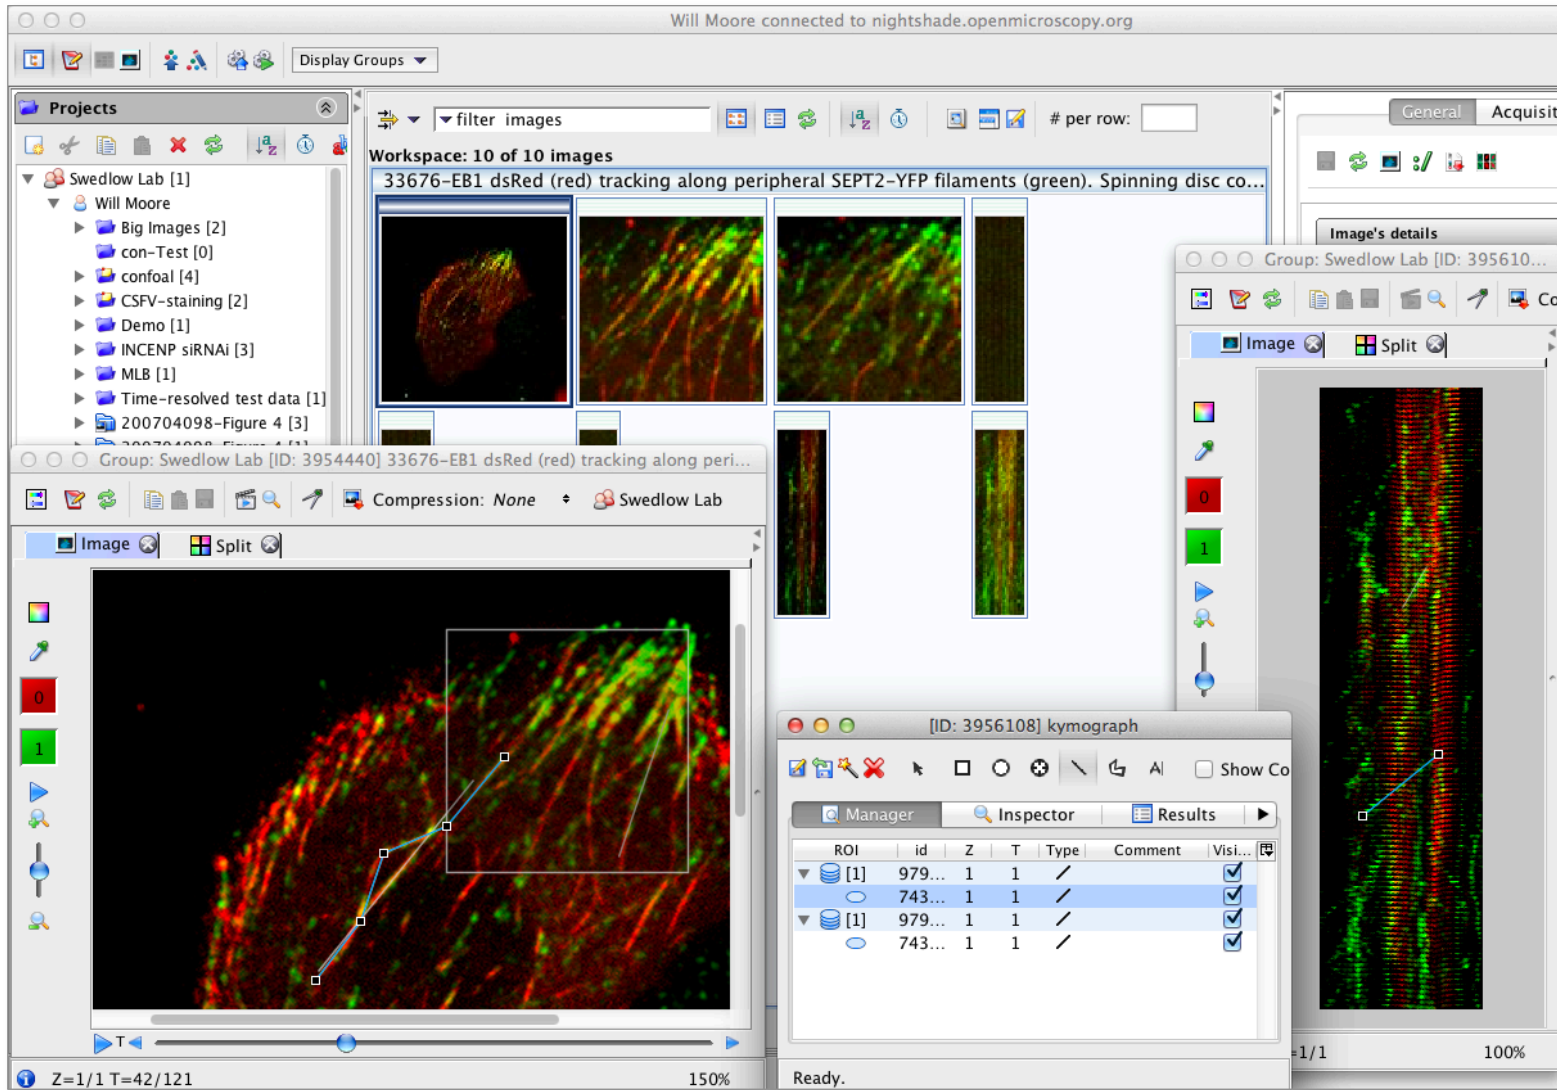 Will Moore connected to nightshade.openmicroscopy.org
Display Groups
Projects
filter images
# per row:
General
Acquisit
Workspace: 10 of 10 images
33676-EB1 dsRed (red) tracking along peripheral SEPT2-YFP filaments (green). Spinning disc co...
Swedlow Lab [1]
Will Moore
Big Images [2]
con-Test [0]
confoal [4]
CSFV-staining [2]
Demo [1]
INCENP siRNAi [3]
MLB [1]
Time-resolved test data [1]
200704098-Figure 4 [3]
200704098-Figure 4 [1]
Image's details
Group: Swedlow Lab [ID: 395610...
Co
Image
Split
0
1
=1/1
100%
Group: Swedlow Lab [ID: 3954440] 33676-EB1 dsRed (red) tracking along peri...
Compression: None
Swedlow Lab
Image
Split
0
1
T
Z=1/1 T=42/121
150%
[ID: 3956108] kymograph
A
Show Co
Manager
Inspector
Results
ROI id Z T Type Comment Visi...
[1] 979... 1 1
743... 1 1
[1] 979... 1 1
743... 1 1
Ready.